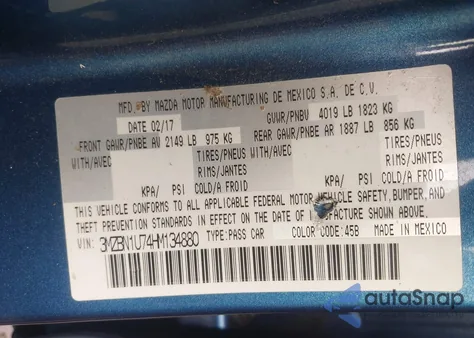 MFD. BY MAZDA MOTOR MANUFACTURING DE MEXICO S.A. DE C.V.
DATE 02/17 GVWR/PNBV 4019 LB 1823 KG
FRONT GAWR/PNBE AV 2149 LB 975 KG REAR GAWR/PNBE AR 1887 LB 856 KG
WITH/AVEC TIRES/PNEUS WITH/AVEC TIRES/PNEUS
RIMS/JANTES RIMS/JANTES
KPA/ PSI COLD/A FROID KPA/ PSI COLD/A FROID
THIS VEHICLE CONFORMS TO ALL APPLICABLE FEDERAL MOTOR VEHICLE SAFETY, BUMPER, AND
THEFT PREVENTION STANDARDS IN EFFECT ON THE DATE OF MANUFACTURE SHOWN ABOVE.
VIN: 3MZBN1U74HM134880 TYPE:PASS CAR COLOR CODE:45B MADE IN MEXICO
autoSnap